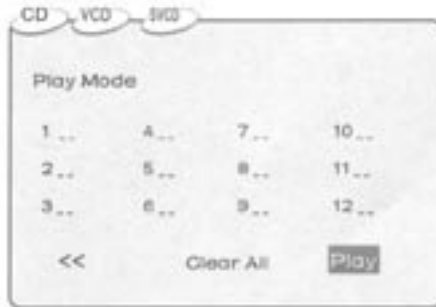 CD VCD SVCD
Play Mode
1 _ _ 4 _ _ 7 _ _ 10 _ _
2 _ _ 5 _ _ 8 _ _ 11 _ _
3 _ _ 6 _ _ 9 _ _ 12 _ _
<< Clear All Play